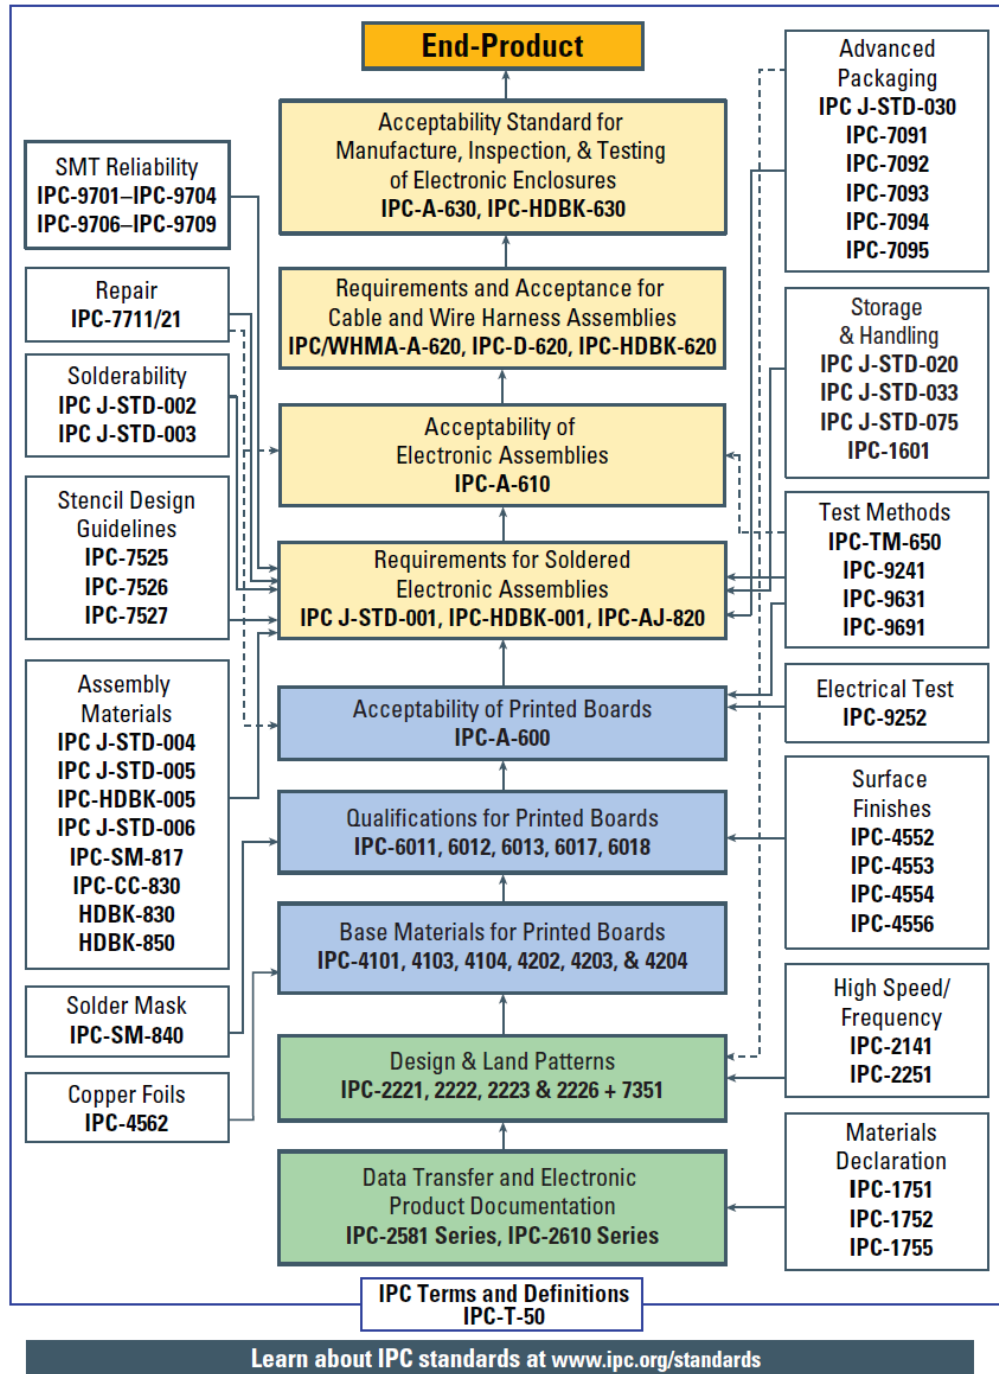 End-Product
Acceptability Standard for
Manufacture, Inspection, & Testing
of Electronic Enclosures
IPC-A-630, IPC-HDBK-630
Requirements and Acceptance for
Cable and Wire Harness Assemblies
IPC/WHMA-A-620, IPC-D-620, IPC-HDBK-620
Acceptability of
Electronic Assemblies
IPC-A-610
Requirements for Soldered
Electronic Assemblies
IPC J-STD-001, IPC-HDBK-001, IPC-AJ-820
Acceptability of Printed Boards
IPC-A-600
Qualifications for Printed Boards
IPC-6011, 6012, 6013, 6017, 6018
Base Materials for Printed Boards
IPC-4101, 4103, 4104, 4202, 4203, & 4204
Design & Land Patterns
IPC-2221, 2222, 2223 & 2226 + 7351
Data Transfer and Electronic
Product Documentation
IPC-2581 Series, IPC-2610 Series
SMT Reliability
IPC-9701–IPC-9704
IPC-9706–IPC-9709
Repair
IPC-7711/21
Solderability
IPC J-STD-002
IPC J-STD-003
Stencil Design
Guidelines
IPC-7525
IPC-7526
IPC-7527
Assembly
Materials
IPC J-STD-004
IPC J-STD-005
IPC-HDBK-005
IPC J-STD-006
IPC-SM-817
IPC-CC-830
HDBK-830
HDBK-850
Solder Mask
IPC-SM-840
Copper Foils
IPC-4562
Advanced
Packaging
IPC J-STD-030
IPC-7091
IPC-7092
IPC-7093
IPC-7094
IPC-7095
Storage
& Handling
IPC J-STD-020
IPC J-STD-033
IPC J-STD-075
IPC-1601
Test Methods
IPC-TM-650
IPC-9241
IPC-9631
IPC-9691
Electrical Test
IPC-9252
Surface
Finishes
IPC-4552
IPC-4553
IPC-4554
IPC-4556
High Speed/
Frequency
IPC-2141
IPC-2251
Materials
Declaration
IPC-1751
IPC-1752
IPC-1755
IPC Terms and Definitions
IPC-T-50
Learn about IPC standards at www.ipc.org/standards